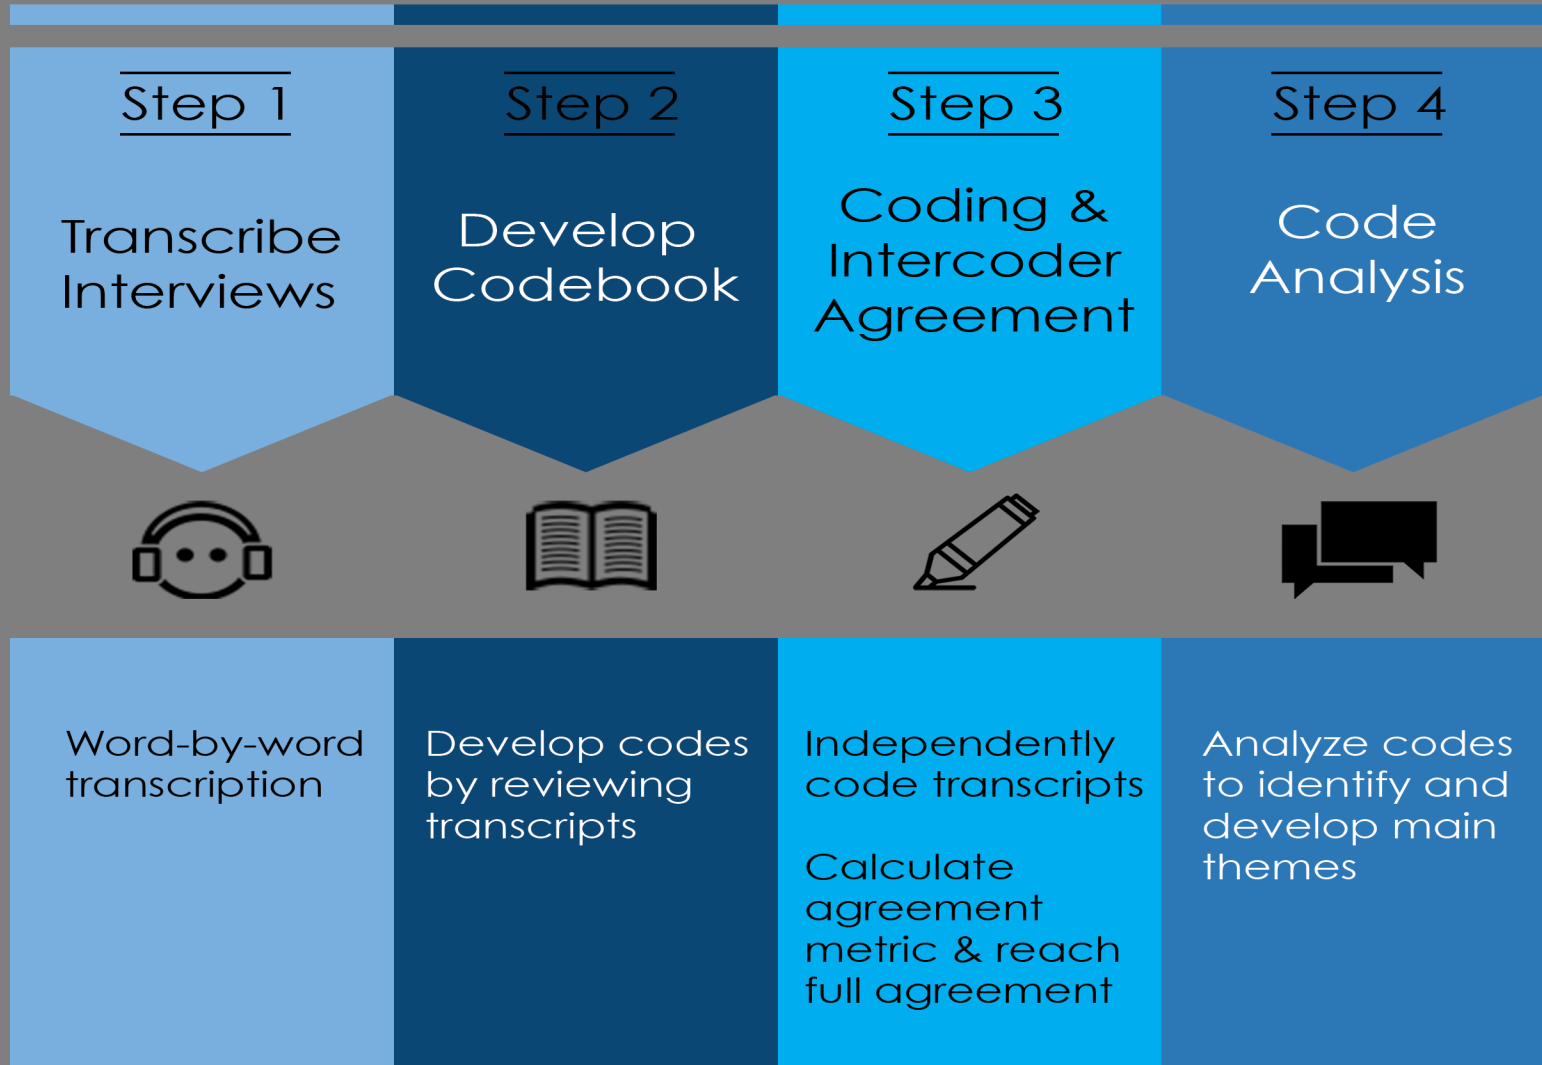 Step 1
Transcribe
Interviews
Word-by-word
transcription
Step 2
Develop
Codebook
Develop codes
by reviewing
transcripts
Step 3
Coding &
Intercoder
Agreement
Independently
code transcripts
Calculate
agreement
metric & reach
full agreement
Step 4
Code
Analysis
Analyze codes
to identify and
develop main
themes